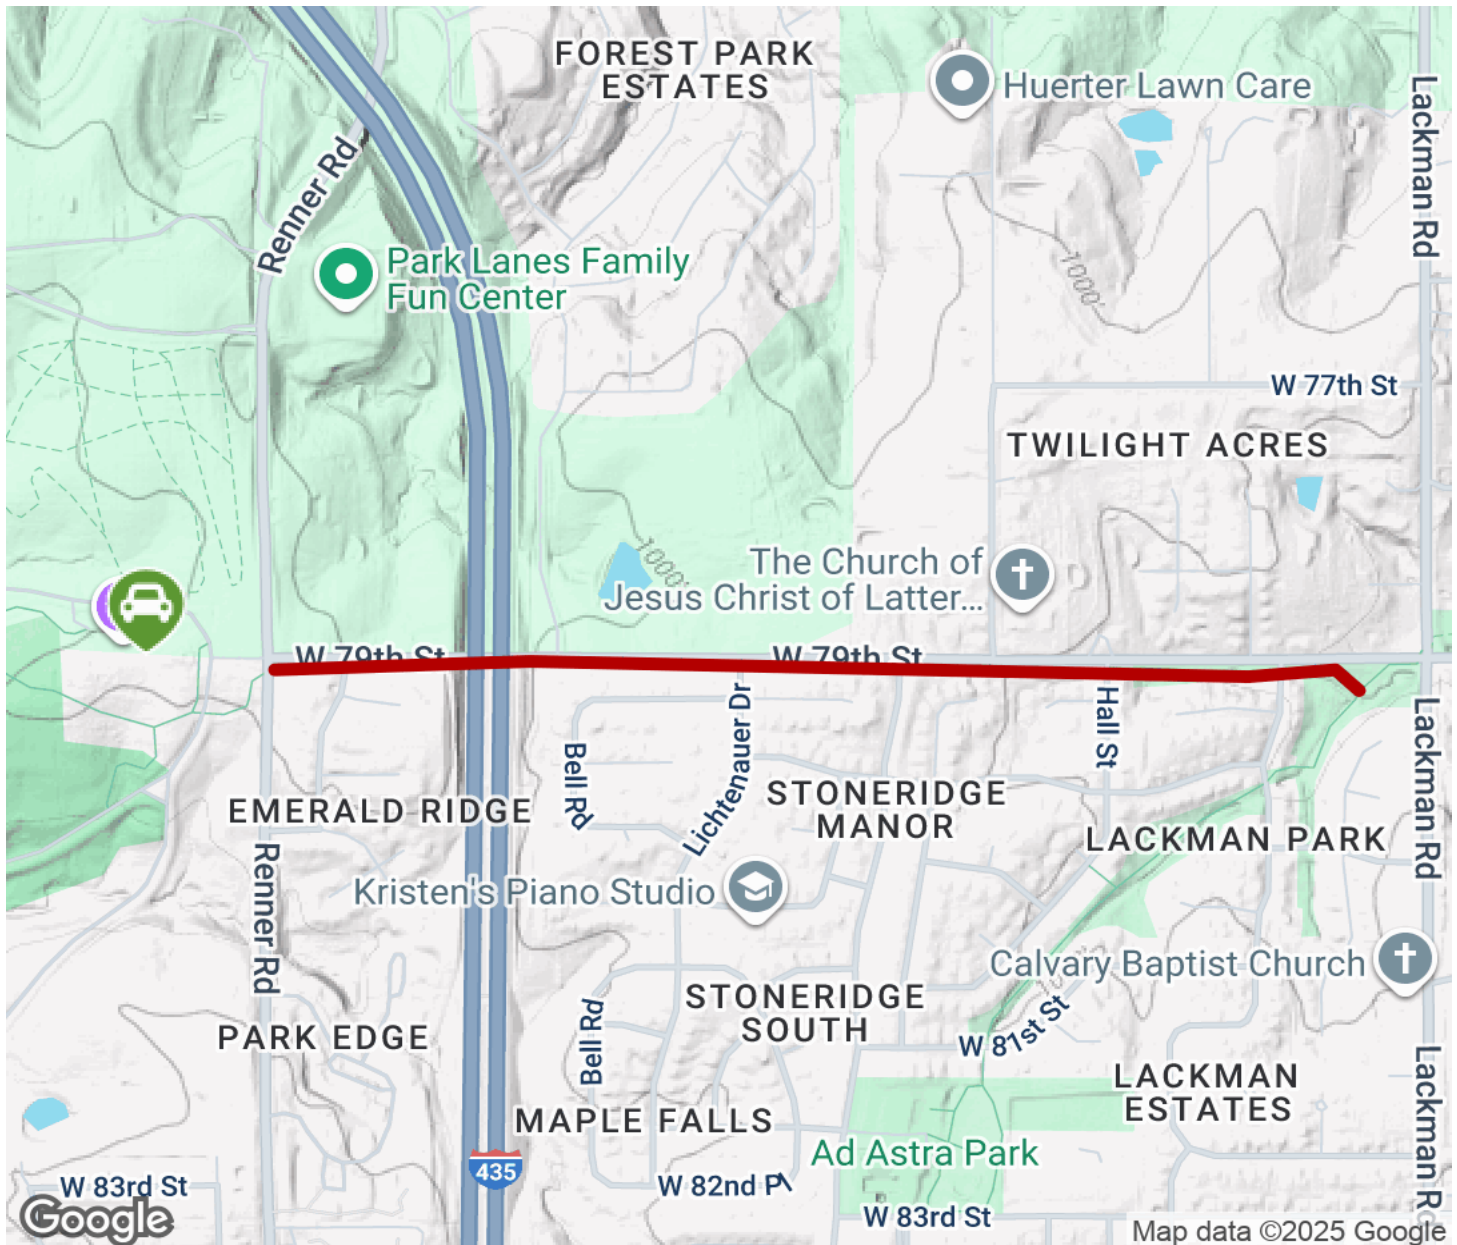 FOREST PARK
ESTATES
Huerter Lawn Care
Lackman Rd
Renner Rd
Park Lanes Family
Fun Center
1000'
W 77th St
TWILIGHT ACRES
1000'
The Church of
Jesus Christ of Latter...
W 79th St
W 79th St
Lichtenauer Dr
Hall St
Lackman Rd
Bell Rd
STONERIDGE
MANOR
EMERALD RIDGE
LACKMAN PARK
Renner Rd
Kristen's Piano Studio
Calvary Baptist Church
STONERIDGE
SOUTH
Bell Rd
W 81st St
PARK EDGE
LACKMAN
ESTATES
Lackman Rd
MAPLE FALLS
Ad Astra Park
435
W 83rd St
W 82nd Pl
W 83rd St
Google
Map data ©2025 Google